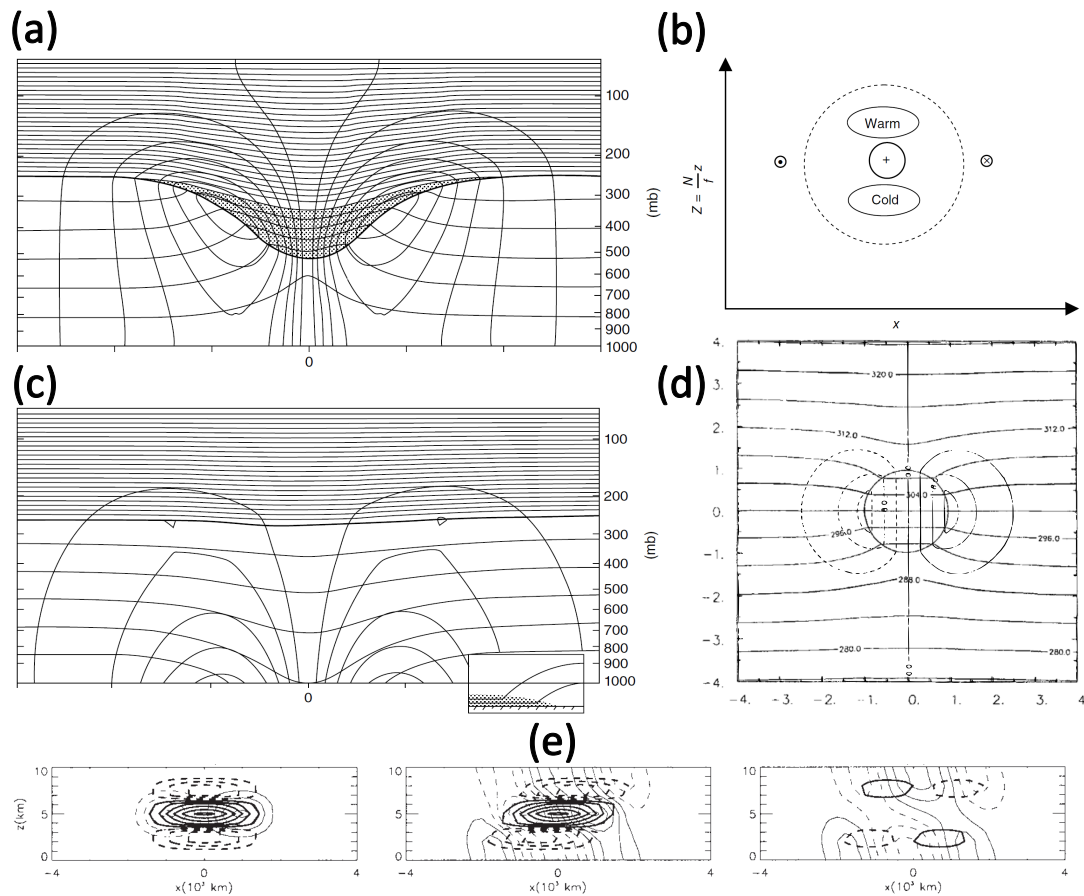 (a)
100
200
300
400
500
600
700
800
900
1000
(mb)
0
(b)
Warm
+
Cold
Z = N/f z
x
(c)
100
200
300
400
500
600
700
800
900
1000
(mb)
0
(d)
4.
3.
2.
1.
0.
-1.
-2.
-3.
-4.
320.0
312.0
312.0
304.0
296.0
296.0
288.0
280.0
280.0
-4. -3. -2. -1. 0. 1. 2. 3. 4
(e)
10
5
0
z(km)
-4 0 4
x(10³ km)
10
5
0
-4 0 4
x(10³ km)
10
5
0
-4 0 4
x(10³ km)